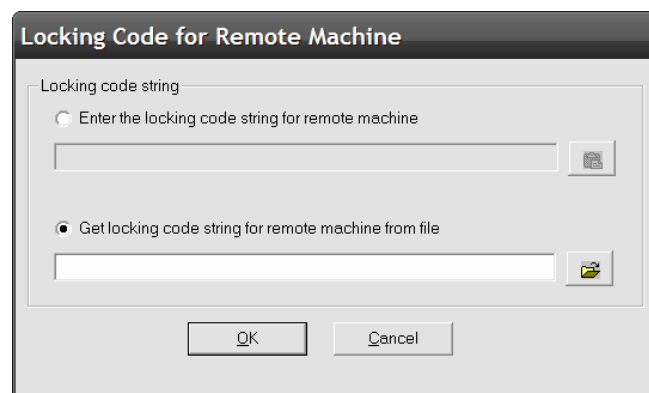 Locking Code for Remote Machine
Locking code string
Enter the locking code string for remote machine
Get locking code string for remote machine from file
OK
Cancel